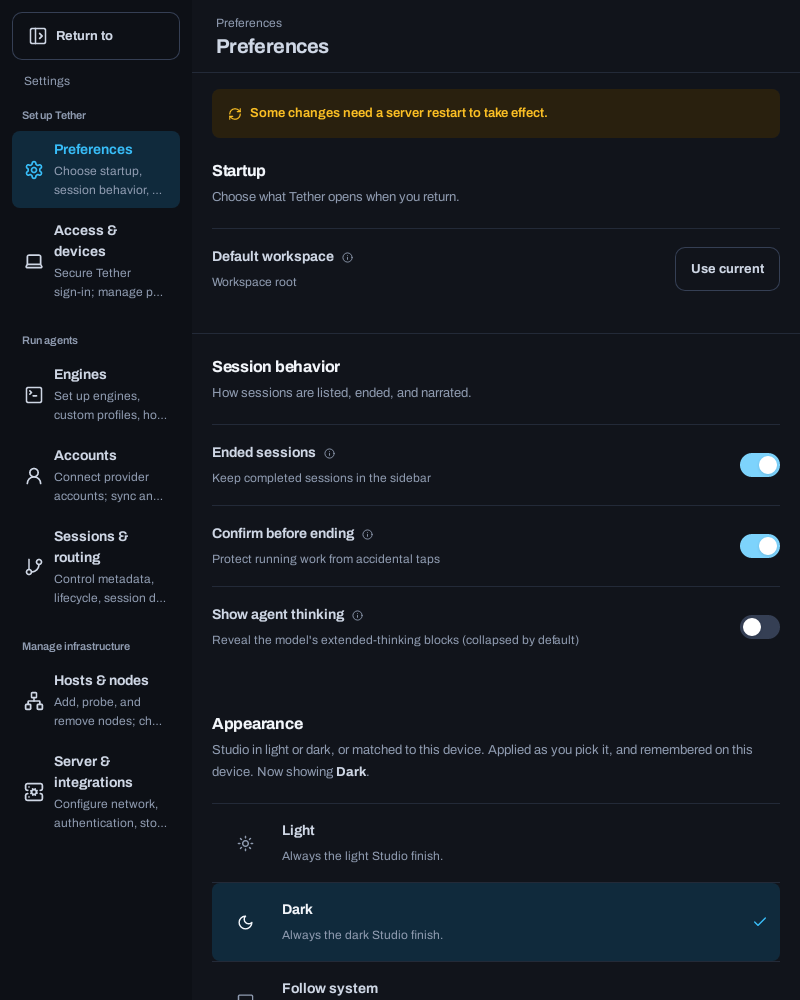 Return to
Settings
Set up Tether
Preferences
Choose startup,
session behavior, ...
Access &
devices
Secure Tether
sign-in; manage p...
Run agents
Engines
Set up engines,
custom profiles, ho...
Accounts
Connect provider
accounts; sync an...
Sessions &
routing
Control metadata,
lifecycle, session d...
Manage infrastructure
Hosts & nodes
Add, probe, and
remove nodes; ch...
Server &
integrations
Configure network,
authentication, sto...
Preferences
Preferences
Some changes need a server restart to take effect.
Startup
Choose what Tether opens when you return.
Default workspace
Workspace root
Use current
Session behavior
How sessions are listed, ended, and narrated.
Ended sessions
Keep completed sessions in the sidebar
Confirm before ending
Protect running work from accidental taps
Show agent thinking
Reveal the model's extended-thinking blocks (collapsed by default)
Appearance
Studio in light or dark, or matched to this device. Applied as you pick it, and remembered on this
device. Now showing Dark.
Light
Always the light Studio finish.
Dark
Always the dark Studio finish.
Follow system